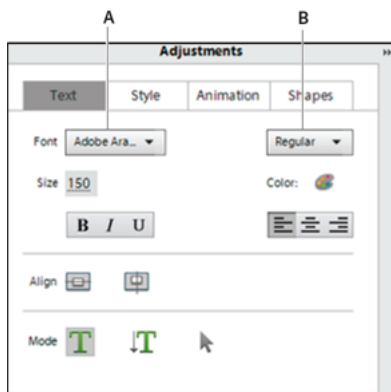 A B
Adjustments
Text Style Animation Shapes
Font Adobe Ara... Regular
Size 150 Color:
B I U
Align
Mode T T